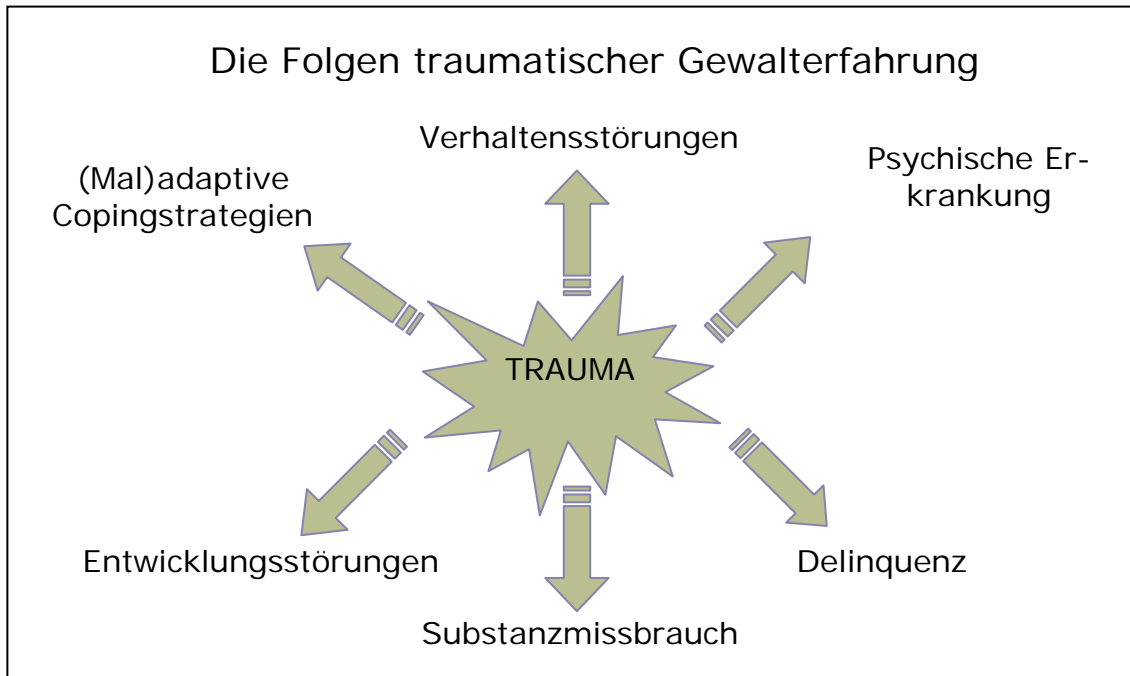 Die Folgen traumatischer Gewalterfahrung
Verhaltensstörungen
(Mal)adaptive
Copingstrategien
Psychische Er-
krankung
TRAUMA
Entwicklungsstörungen
Delinquenz
Substanzmissbrauch